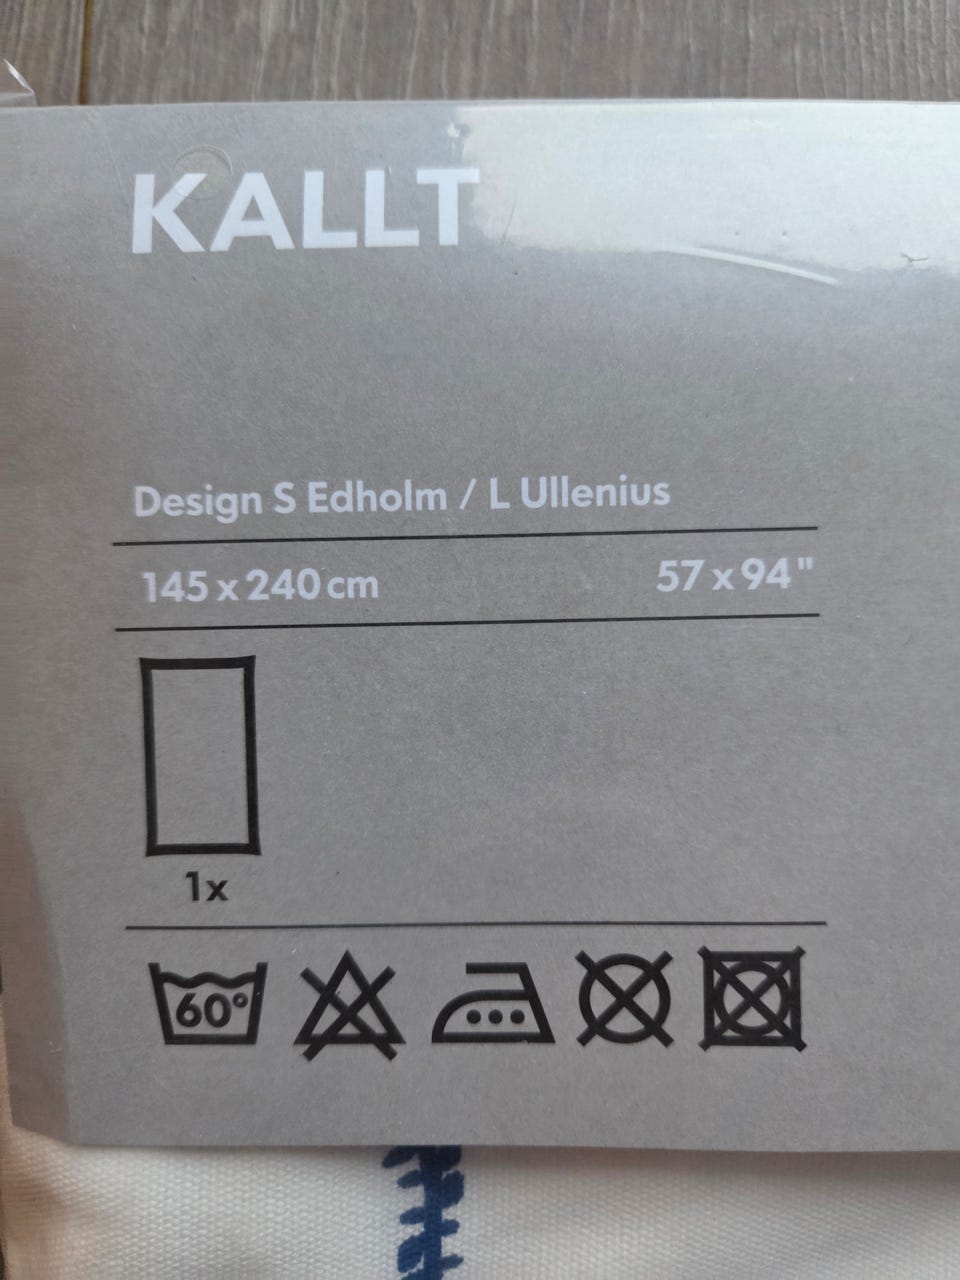 KALLT
Design S Edholm / L Ullenius
145 x 240 cm 57 x 94"
1x
60°